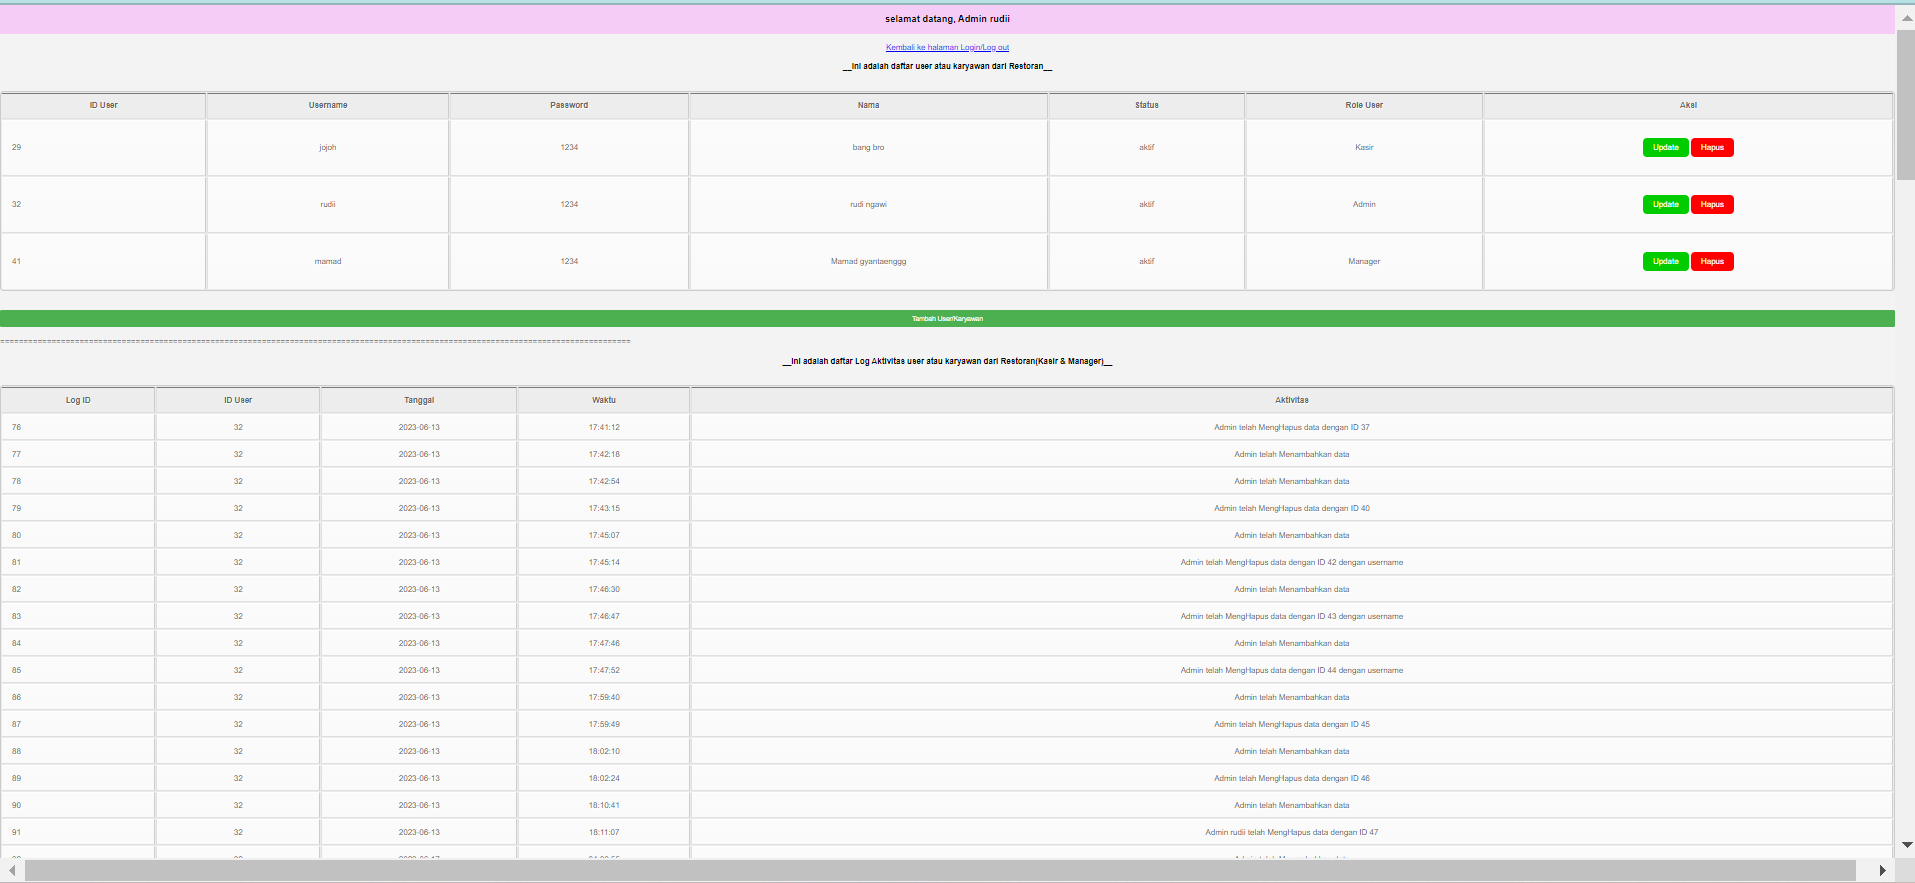 selamat datang, Admin rudii
Kembali ke halaman Login/Log out
__Ini adalah daftar user atau karyawan dari Restoran__
ID User Username Password Nama Status Role User Aksi
29 jojoh 1234 bang bro aktif Kasir Update Hapus
32 rudii 1234 rudi ngawi aktif Admin Update Hapus
41 mamad 1234 Mamad gyantaenggg aktif Manager Update Hapus
Tambah User/Karyawan
__Ini adalah daftar Log Aktivitas user atau karyawan dari Restoran(Kasir & Manager)__
Log ID ID User Tanggal Waktu Aktivitas
76 32 2023-06-13 17:41:12 Admin telah MengHapus data dengan ID 37
77 32 2023-06-13 17:42:18 Admin telah Menambahkan data
78 32 2023-06-13 17:42:54 Admin telah Menambahkan data
79 32 2023-06-13 17:43:15 Admin telah MengHapus data dengan ID 40
80 32 2023-06-13 17:45:07 Admin telah Menambahkan data
81 32 2023-06-13 17:45:14 Admin telah MengHapus data dengan ID 42 dengan username
82 32 2023-06-13 17:46:30 Admin telah Menambahkan data
83 32 2023-06-13 17:46:47 Admin telah MengHapus data dengan ID 43 dengan username
84 32 2023-06-13 17:47:46 Admin telah Menambahkan data
85 32 2023-06-13 17:47:52 Admin telah MengHapus data dengan ID 44 dengan username
86 32 2023-06-13 17:59:40 Admin telah Menambahkan data
87 32 2023-06-13 17:59:49 Admin telah MengHapus data dengan ID 45
88 32 2023-06-13 18:02:10 Admin telah Menambahkan data
89 32 2023-06-13 18:02:24 Admin telah MengHapus data dengan ID 46
90 32 2023-06-13 18:10:41 Admin telah Menambahkan data
91 32 2023-06-13 18:11:07 Admin rudii telah MengHapus data dengan ID 47